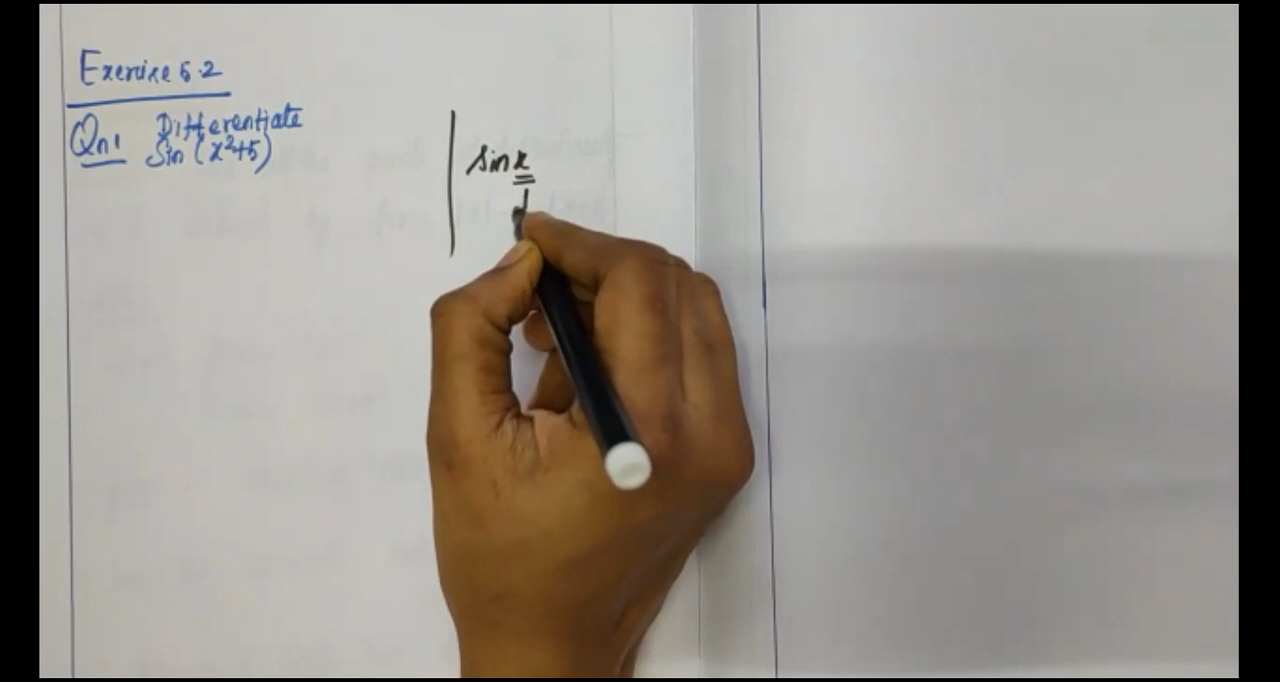 Exercise 5.2
Qn1 Differentiate
Sin (x²+5)
sin x